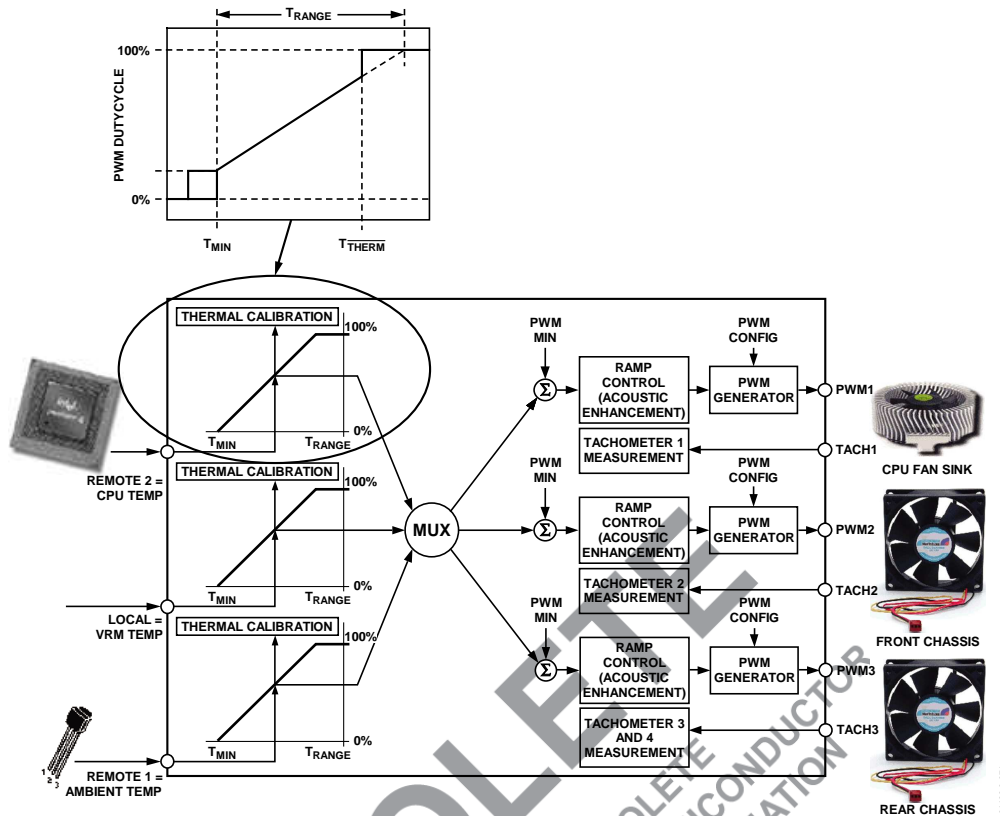 TRANGE
100%
PWM DUTYCYCLE
0%
TMIN
TTHERM
THERMAL CALIBRATION
100%
0%
TMIN
TRANGE
REMOTE 2 =
CPU TEMP
THERMAL CALIBRATION
100%
0%
TMIN
TRANGE
LOCAL =
VRM TEMP
THERMAL CALIBRATION
100%
0%
TMIN
TRANGE
REMOTE 1 =
AMBIENT TEMP
1
2
3
intel
MUX
PWM
MIN
Σ
RAMP
CONTROL
(ACOUSTIC
ENHANCEMENT)
PWM
CONFIG
PWM
GENERATOR
PWM1
TACHOMETER 1
MEASUREMENT
TACH1
CPU FAN SINK
PWM
MIN
Σ
RAMP
CONTROL
(ACOUSTIC
ENHANCEMENT)
PWM
CONFIG
PWM
GENERATOR
PWM2
TACHOMETER 2
MEASUREMENT
TACH2
FRONT CHASSIS
PWM
MIN
Σ
RAMP
CONTROL
(ACOUSTIC
ENHANCEMENT)
PWM
CONFIG
PWM
GENERATOR
PWM3
TACHOMETER 3
AND 4
MEASUREMENT
TACH3
REAR CHASSIS